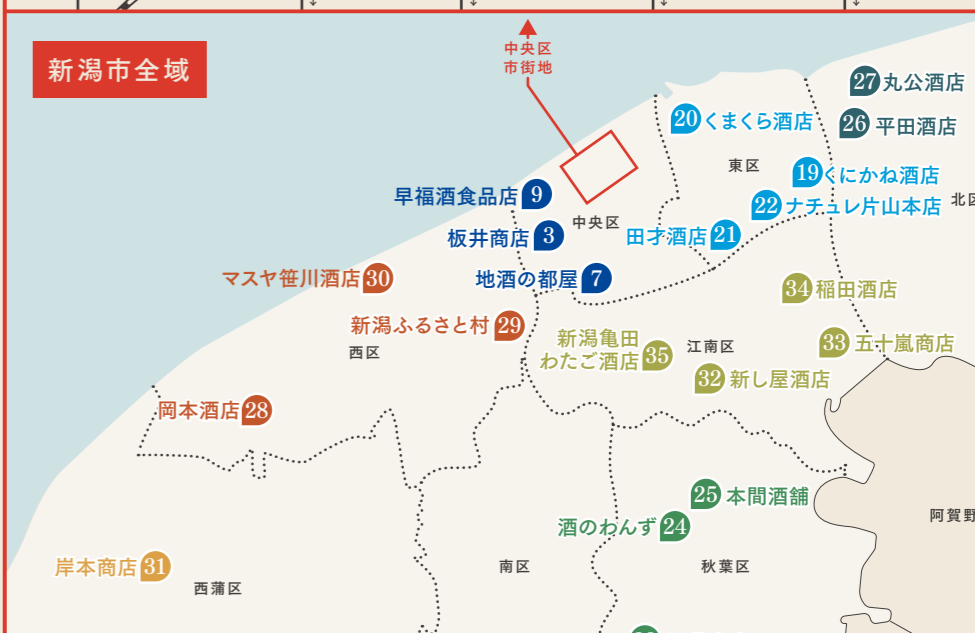 中央区
市街地
新潟市全域
27 丸公酒店
20 くまくら酒店
26 平田酒店
東区
19 くにかね酒店
早福酒食品店 9
22 ナチュレ片山本店
北区
中央区
板井商店 3
田才酒店 21
マスヤ笹川酒店 30
地酒の都屋 7
34 稲田酒店
新潟ふるさと村 29
新潟亀田
わたご酒店 35
33 五十嵐商店
江南区
西区
32 新し屋酒店
岡本酒店 28
25 本間酒舗
阿賀野
酒のわんず 24
岸本商店 31
南区
秋葉区
西蒲区